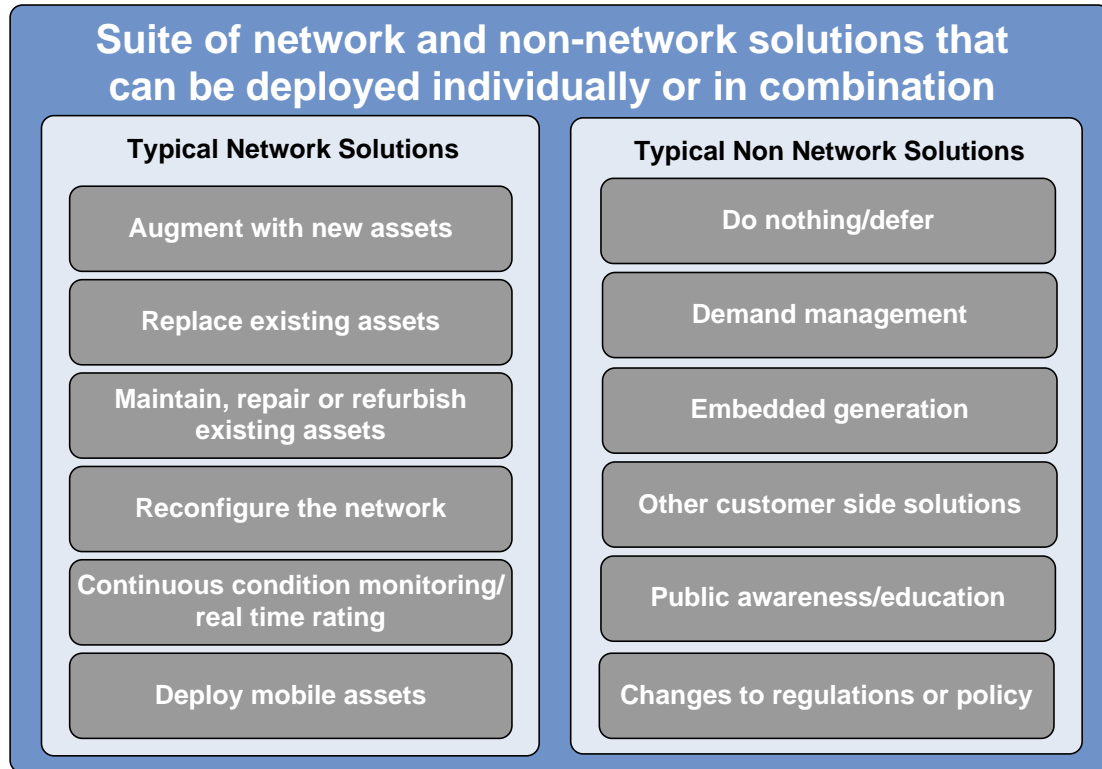 Suite of network and non-network solutions that
can be deployed individually or in combination
Typical Network Solutions
Augment with new assets
Replace existing assets
Maintain, repair or refurbish
existing assets
Reconfigure the network
Continuous condition monitoring/
real time rating
Deploy mobile assets
Typical Non Network Solutions
Do nothing/defer
Demand management
Embedded generation
Other customer side solutions
Public awareness/education
Changes to regulations or policy